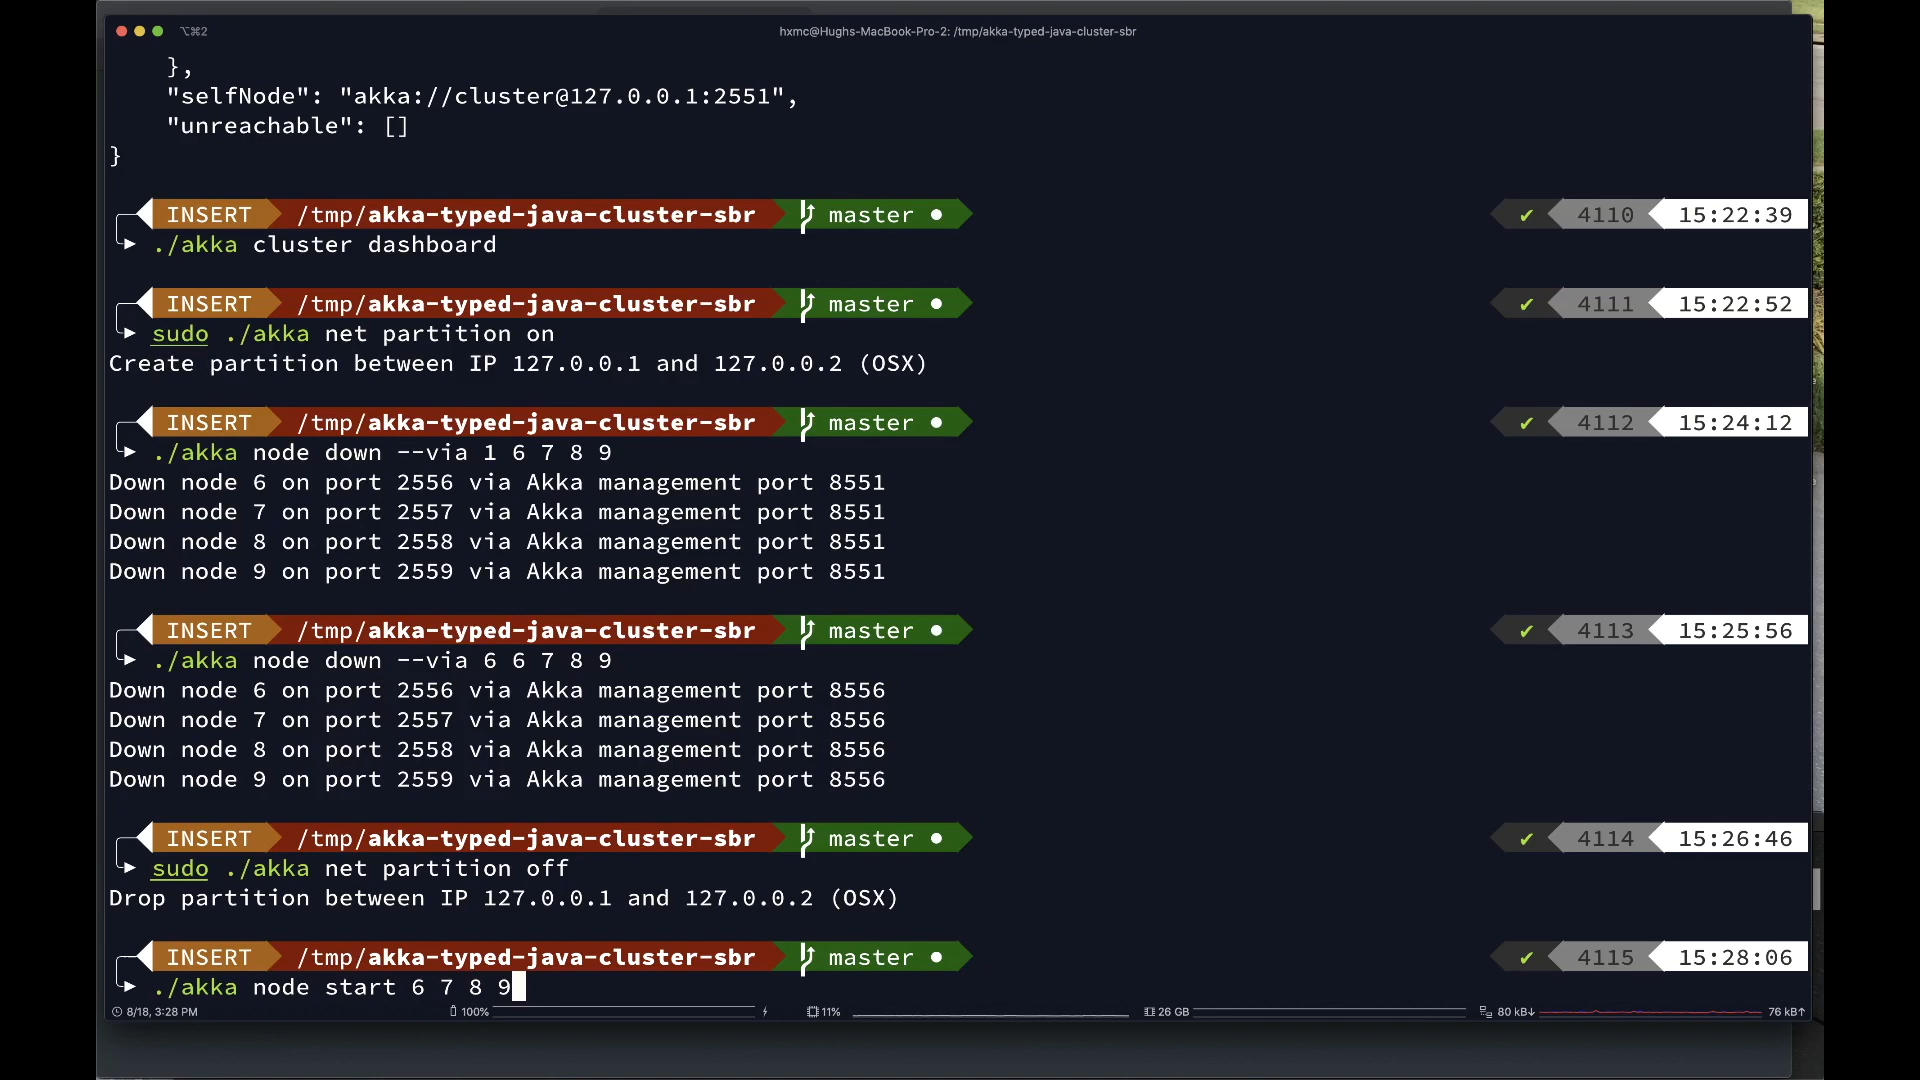 ⌥⌘2 hxmc@Hughs-MacBook-Pro-2: /tmp/akka-typed-java-cluster-sbr
},
"selfNode": "akka://cluster@127.0.0.1:2551",
"unreachable": []
}
INSERT /tmp/akka-typed-java-cluster-sbr master ● ✔ 4110 15:22:39
./akka cluster dashboard
INSERT /tmp/akka-typed-java-cluster-sbr master ● ✔ 4111 15:22:52
sudo ./akka net partition on
Create partition between IP 127.0.0.1 and 127.0.0.2 (OSX)
INSERT /tmp/akka-typed-java-cluster-sbr master ● ✔ 4112 15:24:12
./akka node down --via 1 6 7 8 9
Down node 6 on port 2556 via Akka management port 8551
Down node 7 on port 2557 via Akka management port 8551
Down node 8 on port 2558 via Akka management port 8551
Down node 9 on port 2559 via Akka management port 8551
INSERT /tmp/akka-typed-java-cluster-sbr master ● ✔ 4113 15:25:56
./akka node down --via 6 6 7 8 9
Down node 6 on port 2556 via Akka management port 8556
Down node 7 on port 2557 via Akka management port 8556
Down node 8 on port 2558 via Akka management port 8556
Down node 9 on port 2559 via Akka management port 8556
INSERT /tmp/akka-typed-java-cluster-sbr master ● ✔ 4114 15:26:46
sudo ./akka net partition off
Drop partition between IP 127.0.0.1 and 127.0.0.2 (OSX)
INSERT /tmp/akka-typed-java-cluster-sbr master ● ✔ 4115 15:28:06
./akka node start 6 7 8 9
8/18, 3:28 PM 100% 11% 26 GB 80 kB↓ 76 kB↑